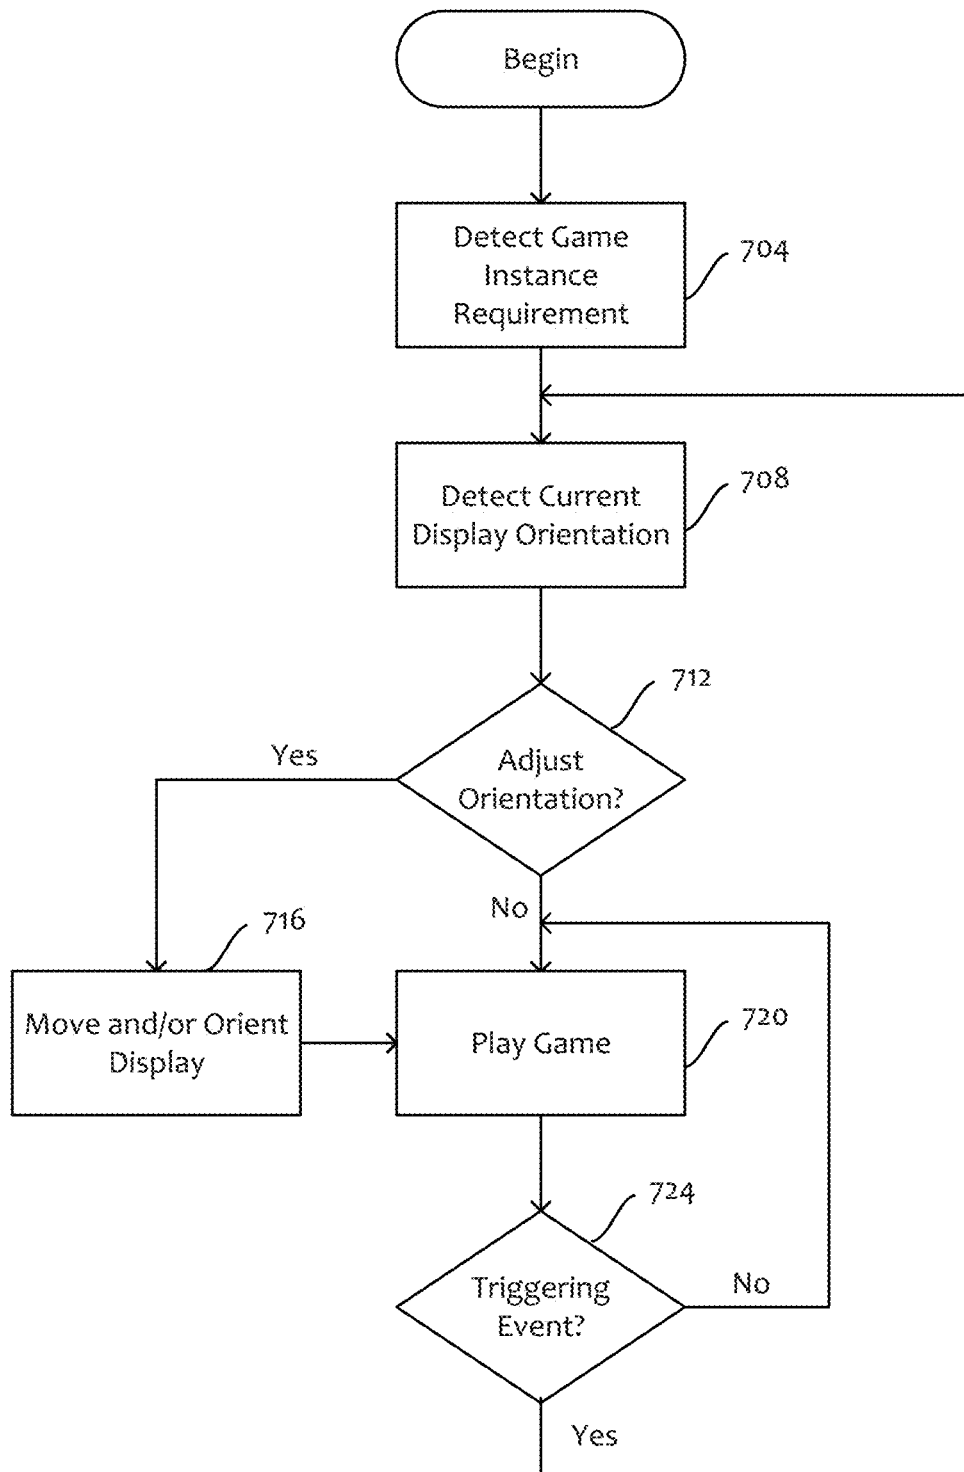 Begin
Detect Game
Instance
Requirement
704
Detect Current
Display Orientation
708
712
Adjust
Orientation?
Yes
No
716
Move and/or Orient
Display
Play Game
720
724
Triggering
Event?
No
Yes